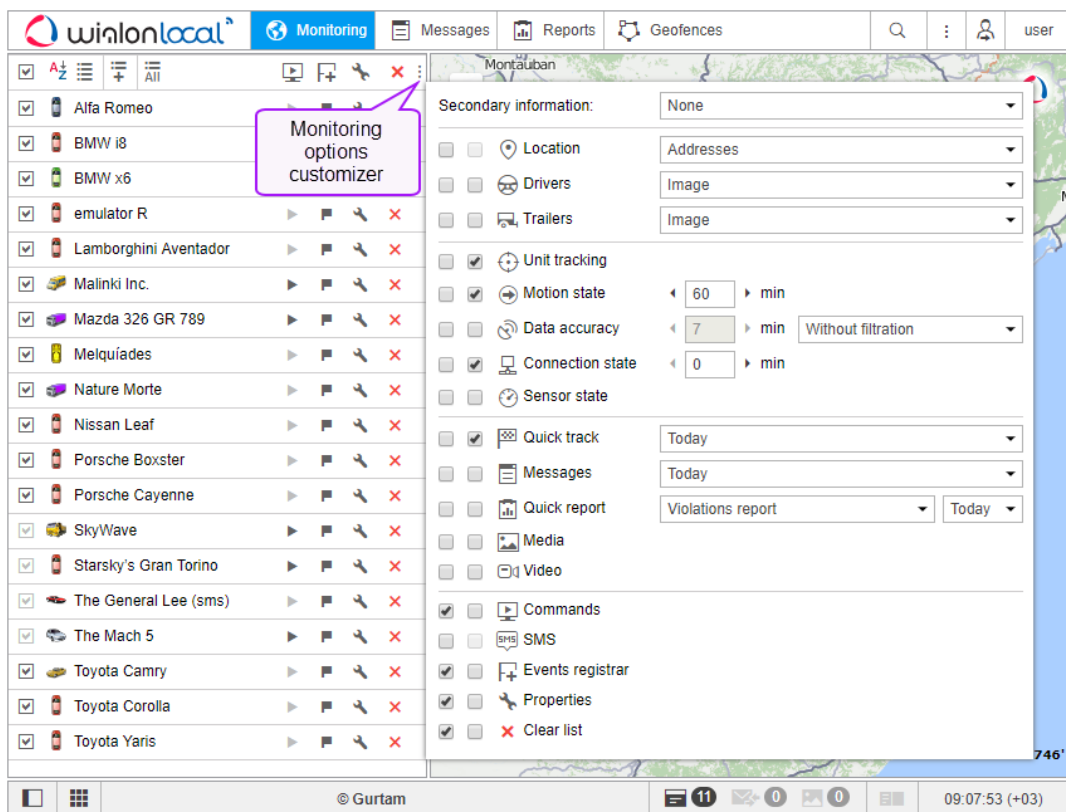 wialonlocal
Monitoring
Messages
Reports
Geofences
user
A
Z
All
Montauban
Alfa Romeo
BMW i8
BMW x6
emulator R
Lamborghini Aventador
Malinki Inc.
Mazda 326 GR 789
Melquíades
Nature Morte
Nissan Leaf
Porsche Boxster
Porsche Cayenne
SkyWave
Starsky's Gran Torino
The General Lee (sms)
The Mach 5
Toyota Camry
Toyota Corolla
Toyota Yaris
Monitoring
options
customizer
Secondary information: None
Location Addresses
Drivers Image
Trailers Image
Unit tracking
Motion state 60 min
Data accuracy 7 min Without filtration
Connection state 0 min
Sensor state
Quick track Today
Messages Today
Quick report Violations report Today
Media
Video
Commands
SMS SMS
Events registrar
Properties
Clear list
746'
© Gurtam
11
0
0
09:07:53 (+03)